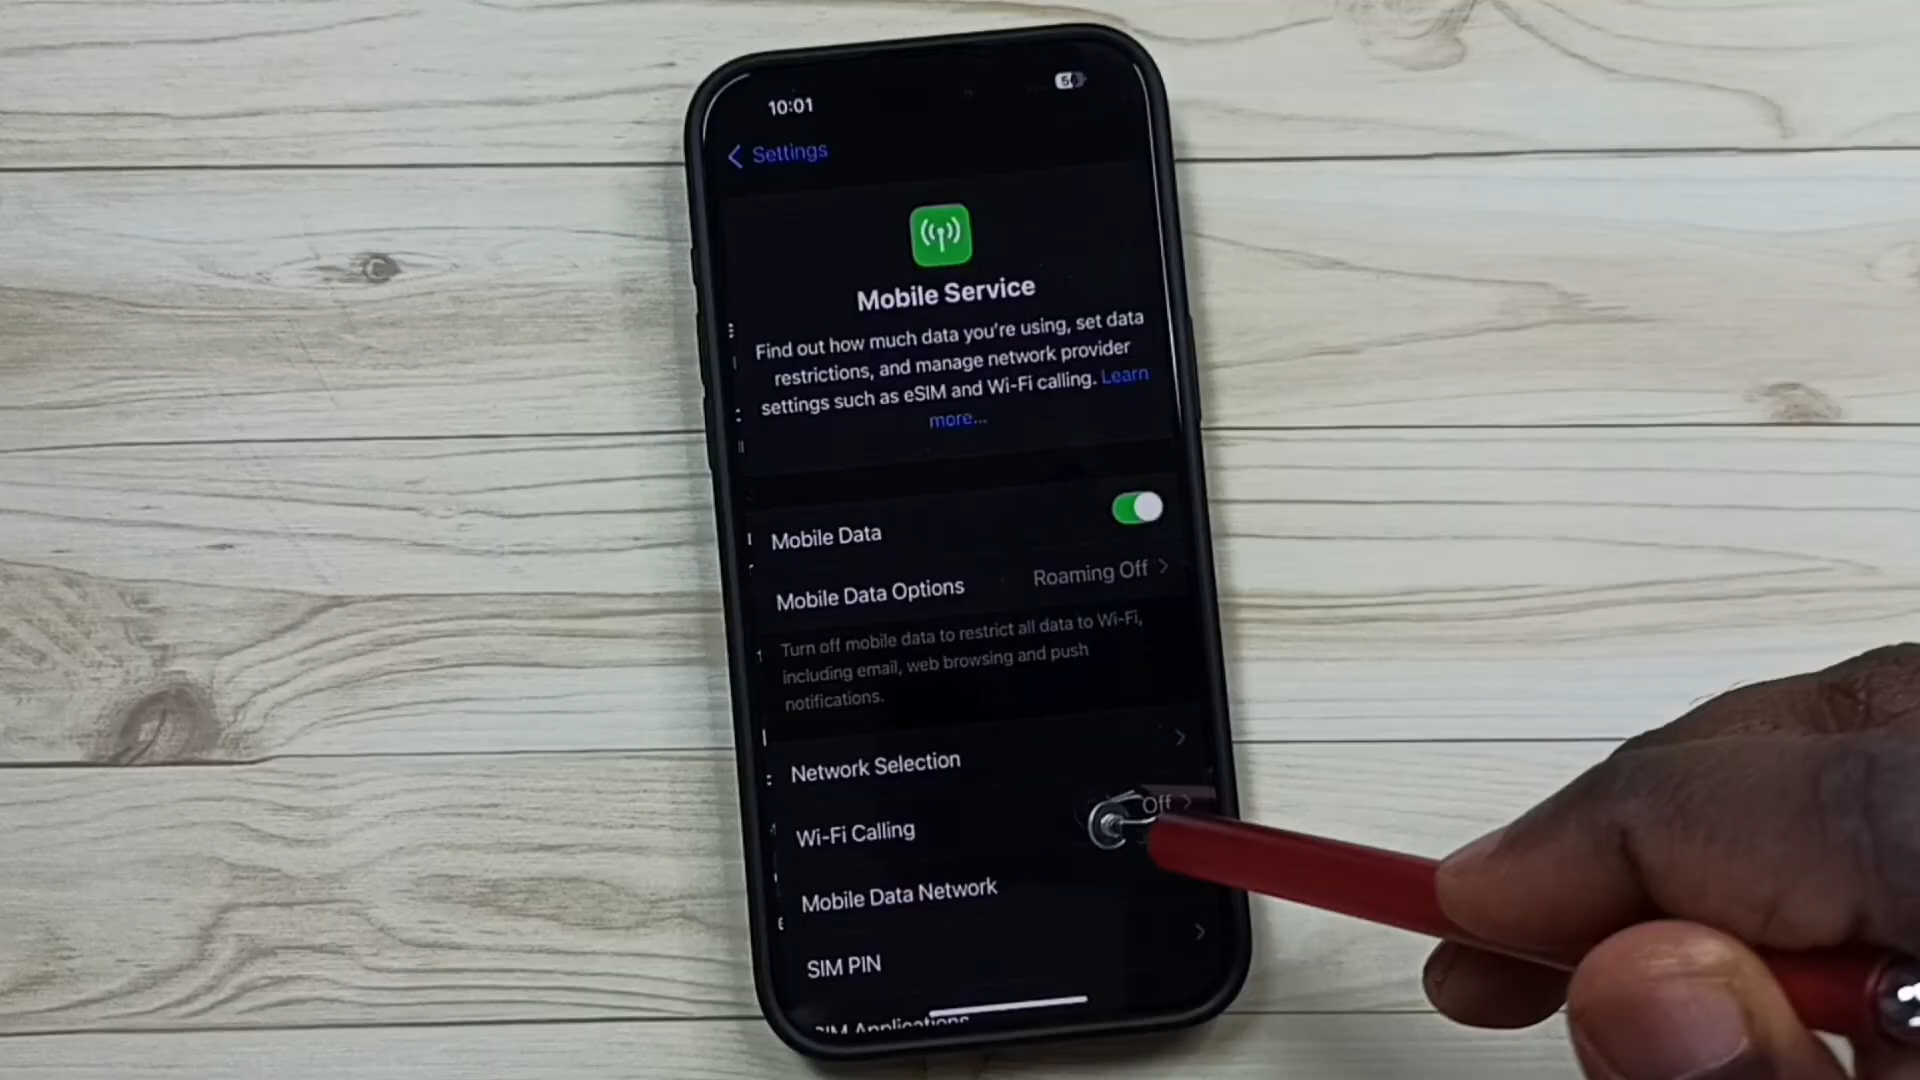 10:01
Settings
Mobile Service
Find out how much data you're using, set data
restrictions, and manage network provider
settings such as eSIM and Wi-Fi calling. Learn
more...
Mobile Data
Mobile Data Options Roaming Off
Turn off mobile data to restrict all data to Wi-Fi,
including email, web browsing and push
notifications.
Network Selection
Wi-Fi Calling Off
Mobile Data Network
SIM PIN
SIM Applications